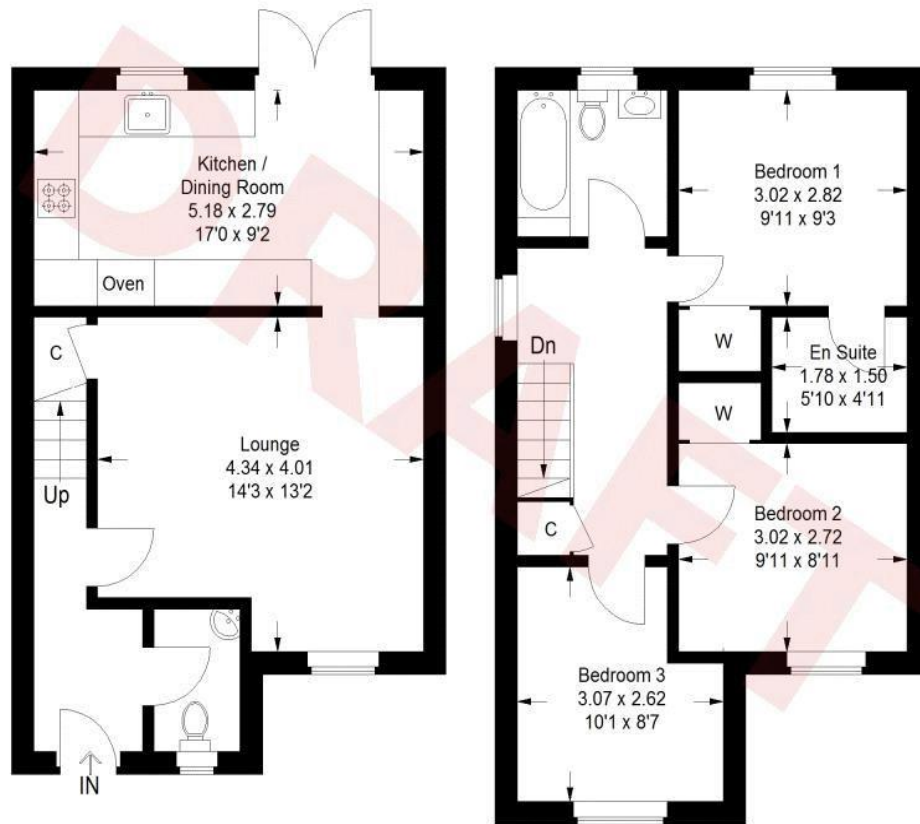 Kitchen /
Dining Room
5.18 x 2.79
17'0 x 9'2
Oven
C
Up
Lounge
4.34 x 4.01
14'3 x 13'2
IN
Bedroom 1
3.02 x 2.82
9'11 x 9'3
W
En Suite
1.78 x 1.50
5'10 x 4'11
W
Dn
C
Bedroom 2
3.02 x 2.72
9'11 x 8'11
Bedroom 3
3.07 x 2.62
10'1 x 8'7
DRAFT